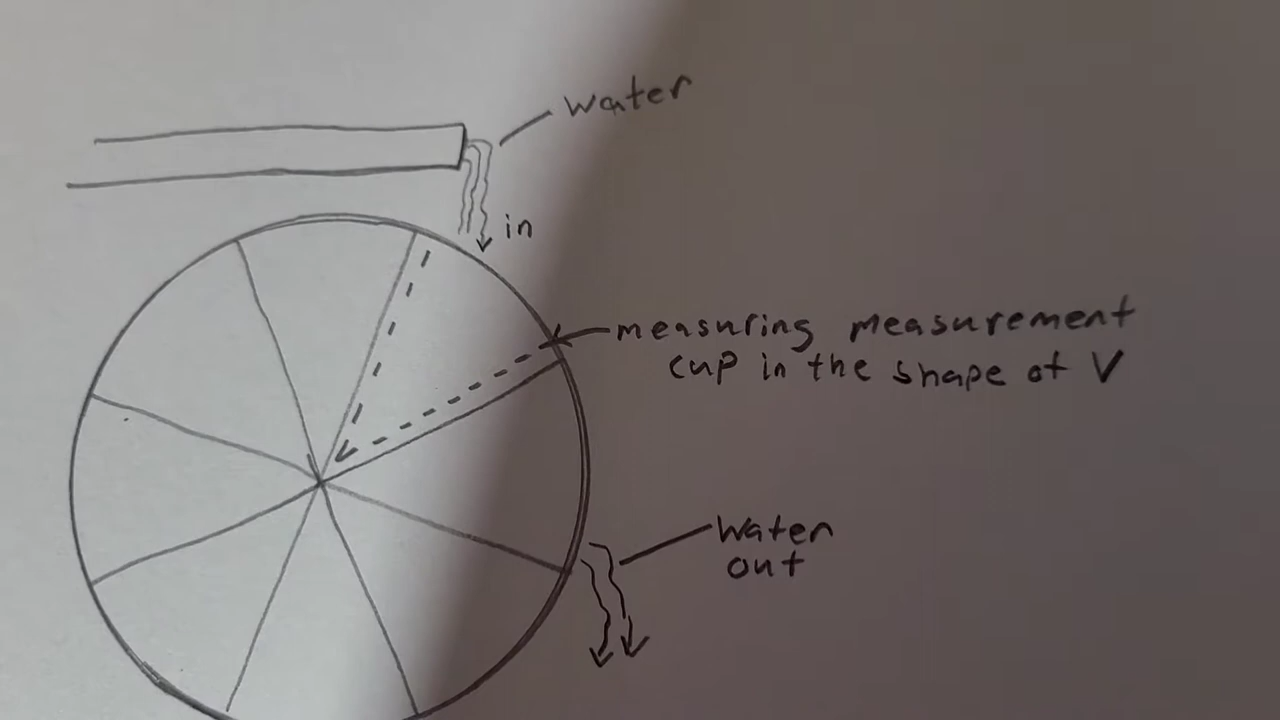 water
in
measuring measurement
cup in the shape of V
water
out